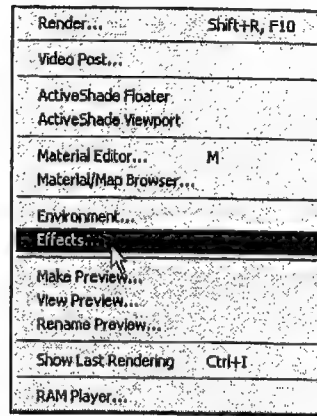 Render... Shift+R, F10
Video Post...
ActiveShade Floater
ActiveShade Viewport
Material Editor... M
Material/Map Browser...
Environment...
Effects...
Make Preview...
View Preview...
Rename Preview...
Show Last Rendering Ctrl+I
RAM Player...